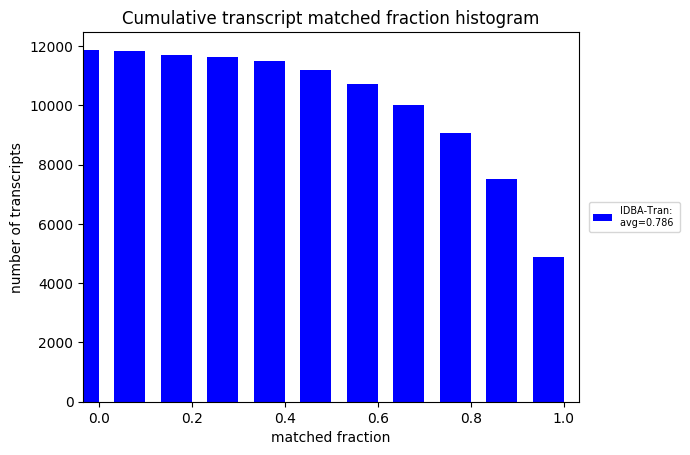 Cumulative transcript matched fraction histogram
12000
10000
8000
6000
4000
2000
0
number of transcripts
0.0 0.2 0.4 0.6 0.8 1.0
matched fraction
IDBA-Tran:
avg=0.786